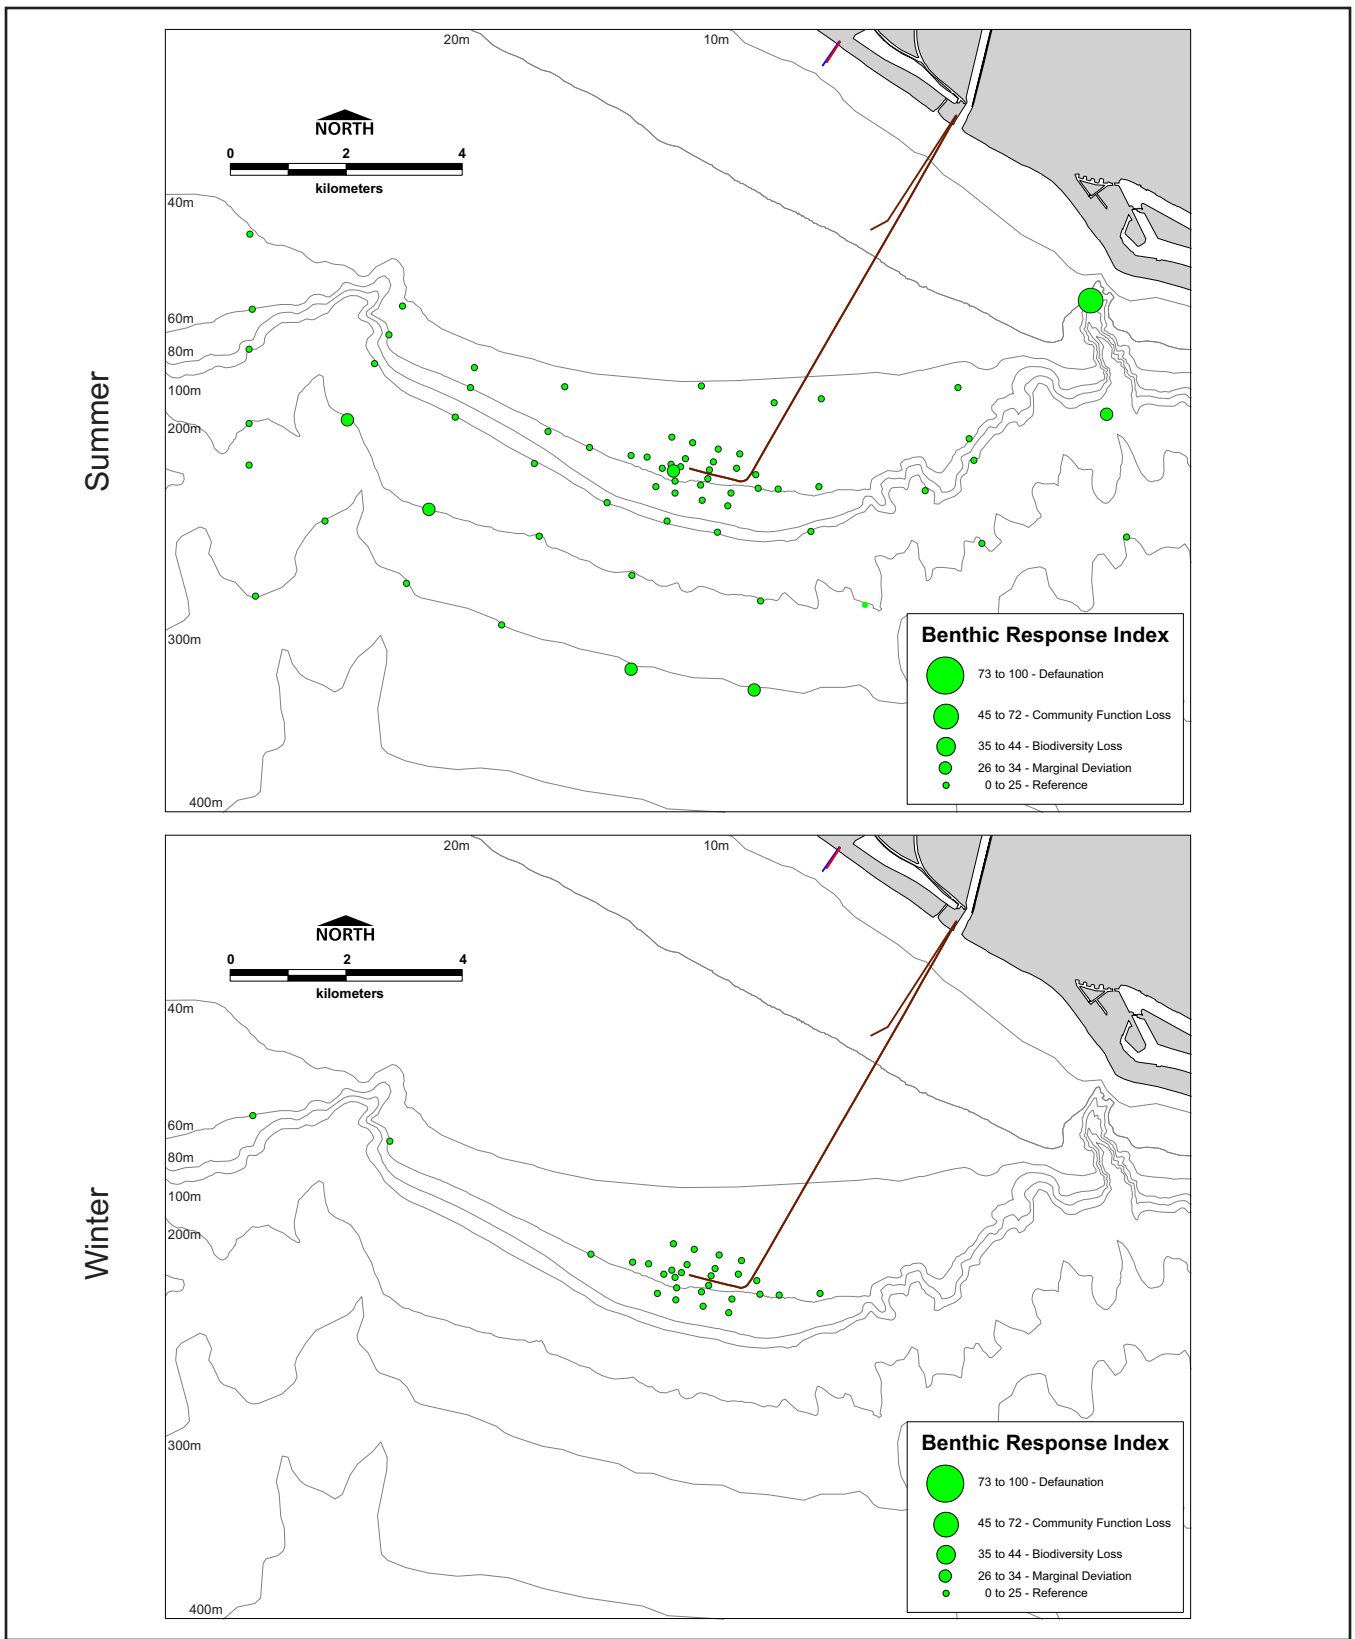 Summer
20m
10m
NORTH
0 2 4
kilometers
40m
60m
80m
100m
200m
300m
400m
Benthic Response Index
73 to 100 - Defaunation
45 to 72 - Community Function Loss
35 to 44 - Biodiversity Loss
26 to 34 - Marginal Deviation
0 to 25 - Reference
Winter
20m
10m
NORTH
0 2 4
kilometers
40m
60m
80m
100m
200m
300m
400m
Benthic Response Index
73 to 100 - Defaunation
45 to 72 - Community Function Loss
35 to 44 - Biodiversity Loss
26 to 34 - Marginal Deviation
0 to 25 - Reference